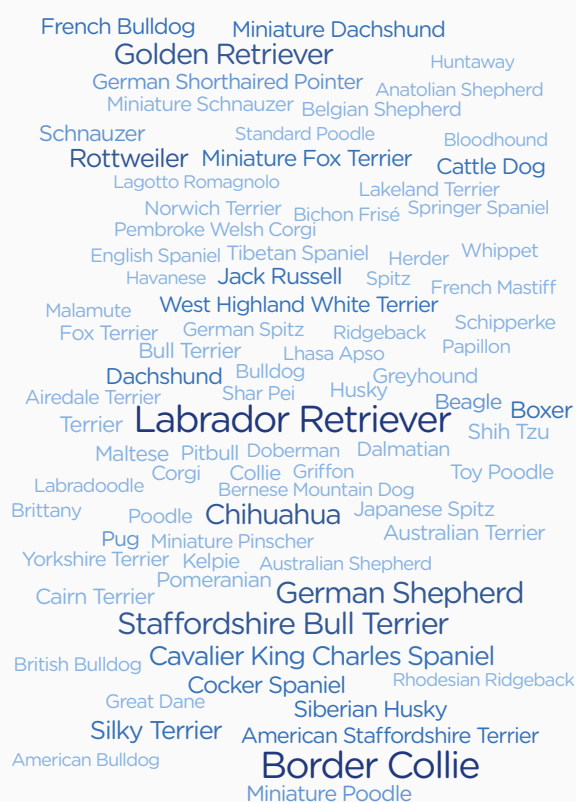 French Bulldog Miniature Dachshund
Golden Retriever Huntaway
German Shorthaired Pointer Anatolian Shepherd
Miniature Schnauzer Belgian Shepherd
Schnauzer Standard Poodle Bloodhound
Rottweiler Miniature Fox Terrier Cattle Dog
Lagotto Romagnolo Lakeland Terrier
Norwich Terrier Bichon Frisé Springer Spaniel
Pembroke Welsh Corgi
English Spaniel Tibetan Spaniel Herder Whippet
Havanese Jack Russell Spitz French Mastiff
Malamute West Highland White Terrier
Fox Terrier German Spitz Ridgeback Schipperke
Bull Terrier Lhasa Apso Papillon
Dachshund Bulldog Greyhound
Airedale Terrier Shar Pei Husky Beagle Boxer
Terrier Labrador Retriever Shih Tzu
Maltese Pitbull Doberman Dalmatian
Corgi Collie Griffon Toy Poodle
Labradoodle Bernese Mountain Dog
Brittany Poodle Chihuahua Japanese Spitz
Pug Miniature Pinscher Australian Terrier
Yorkshire Terrier Kelpie Australian Shepherd
Pomeranian
Cairn Terrier German Shepherd
Staffordshire Bull Terrier
British Bulldog Cavalier King Charles Spaniel
Cocker Spaniel Rhodesian Ridgeback
Great Dane Siberian Husky
Silky Terrier American Staffordshire Terrier
American Bulldog Border Collie
Miniature Poodle